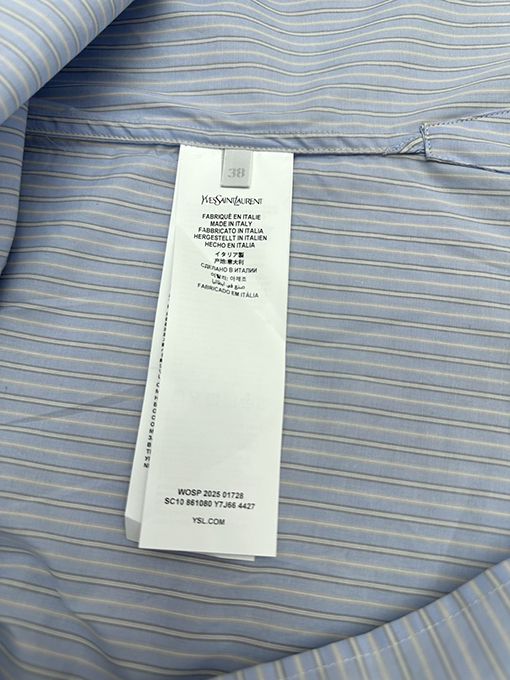 38
YVESSAINTLAURENT
FABRIQUÉ EN ITALIE
MADE IN ITALY
FABBRICATO IN ITALIA
HERGESTELLT IN ITALIEN
HECHO EN ITALIA
イタリア製
产地:意大利
СДЕЛАНО В ИТАЛИИ
이탈리아제조
صنع في ايطاليا
FABRICADO EM ITÁLIA
WOSP 2025 01728
SC10 861080 Y7J66 4427
YSL.COM